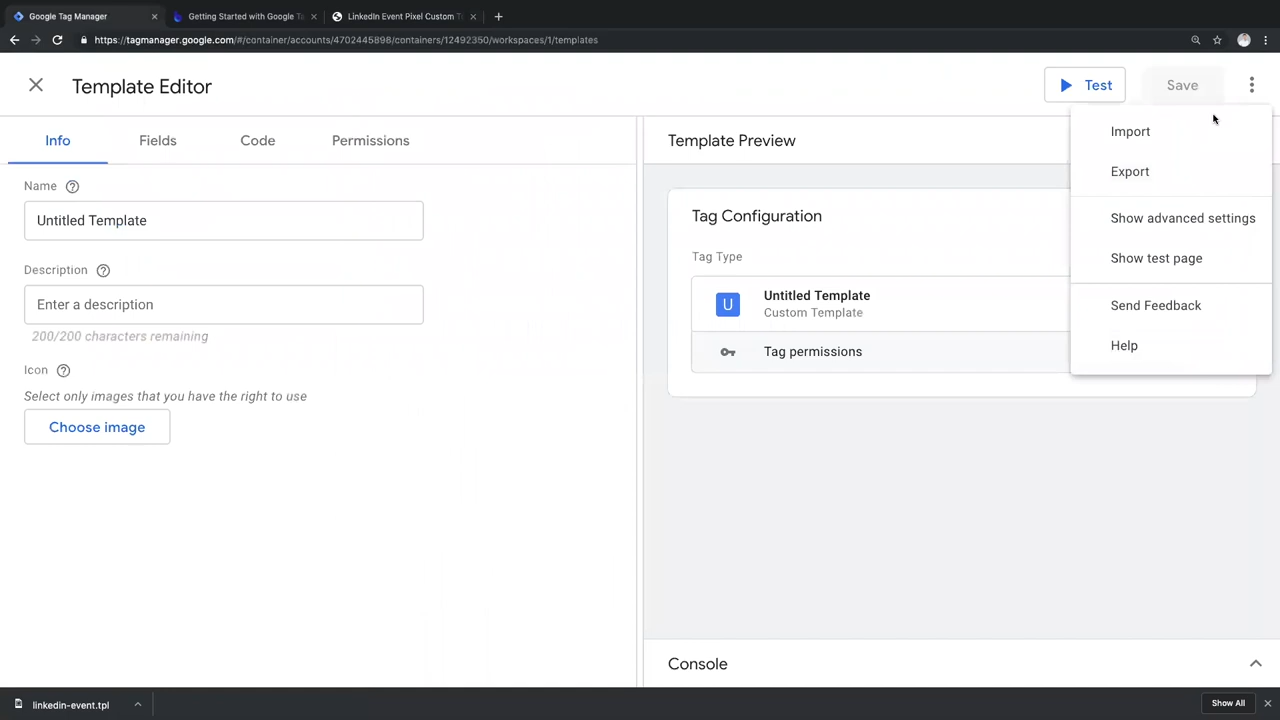 Google Tag Manager
Getting Started with Google Ta
LinkedIn Event Pixel Custom T
https://tagmanager.google.com/#/container/accounts/4702445898/containers/12492350/workspaces/1/templates
Template Editor
Test
Save
Info
Fields
Code
Permissions
Template Preview
Import
Export
Show advanced settings
Show test page
Send Feedback
Help
Name
Untitled Template
Description
Enter a description
200/200 characters remaining
Icon
Select only images that you have the right to use
Choose image
Tag Configuration
Tag Type
U
Untitled Template
Custom Template
Tag permissions
Console
linkedin-event.tpl
Show All